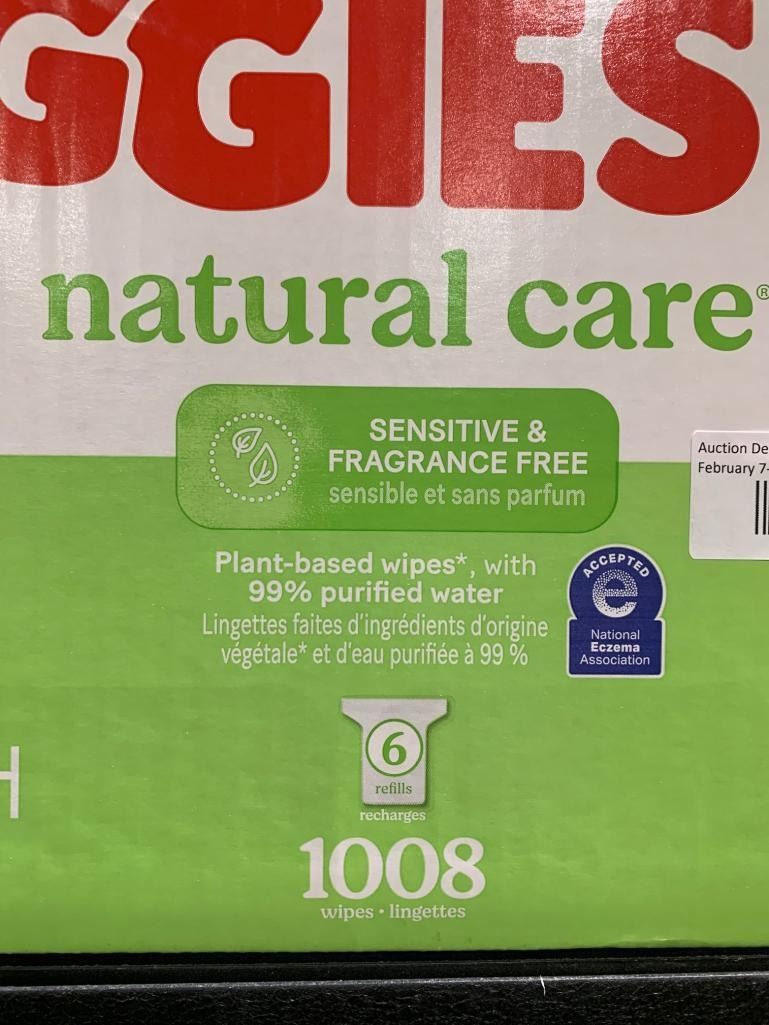 GGIES
natural care®
SENSITIVE &
FRAGRANCE FREE
sensible et sans parfum
Auction De
February 7-
Plant-based wipes*, with
99% purified water
Lingettes faites d'ingrédients d'origine
végétale* et d'eau purifiée à 99 %
ACCEPTED
e
National
Eczema
Association
H
6
refills
recharges
1008
wipes • lingettes